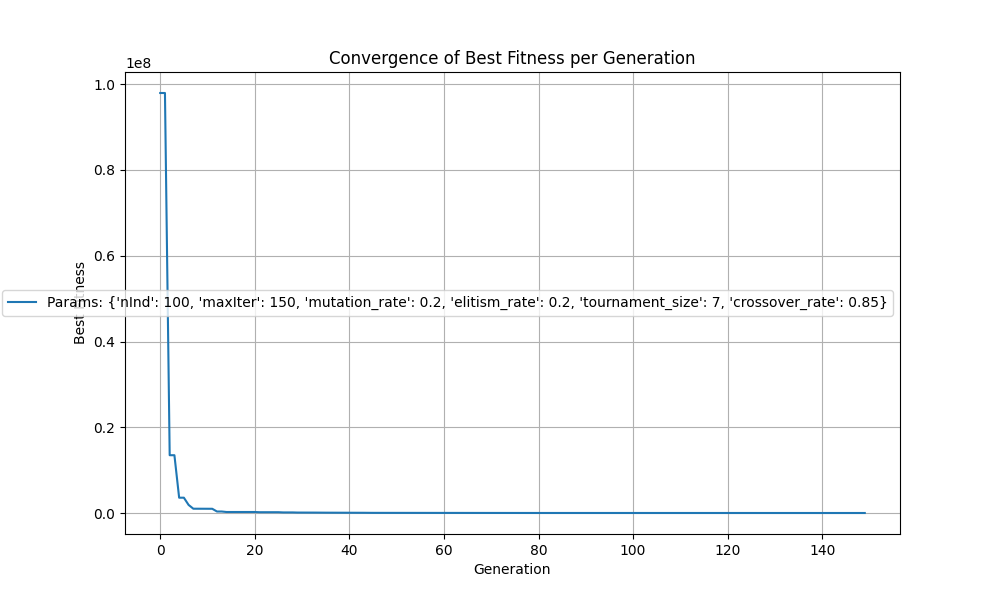 Convergence of Best Fitness per Generation
1e8
1.0
0.8
0.6
0.4
0.2
0.0
Best
Params: {'nInd': 100, 'maxIter': 150, 'mutation_rate': 0.2, 'elitism_rate': 0.2, 'tournament_size': 7, 'crossover_rate': 0.85}
0 20 40 60 80 100 120 140
Generation